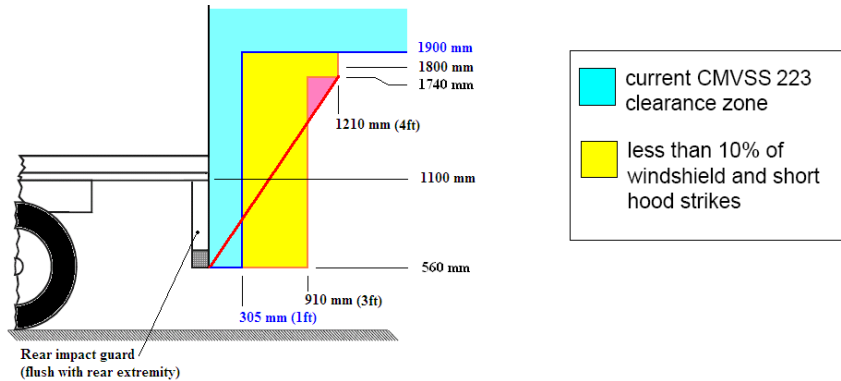 1900 mm
1800 mm
1740 mm
1210 mm (4ft)
1100 mm
560 mm
910 mm (3ft)
305 mm (1ft)
Rear impact guard
(flush with rear extremity)
current CMVSS 223
clearance zone
less than 10% of
windshield and short
hood strikes